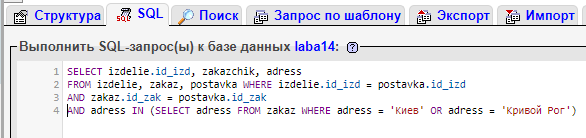 Структура SQL Поиск Запрос по шаблону Экспорт Импорт
Выполнить SQL-запрос(ы) к базе данных laba14:
1 SELECT izdelie.id_izd, zakazchik, adress
2 FROM izdelie, zakaz, postavka WHERE izdelie.id_izd = postavka.id_izd
3 AND zakaz.id_zak = postavka.id_zak
4 AND adress IN (SELECT adress FROM zakaz WHERE adress = 'Киев' OR adress = 'Кривой Рог')